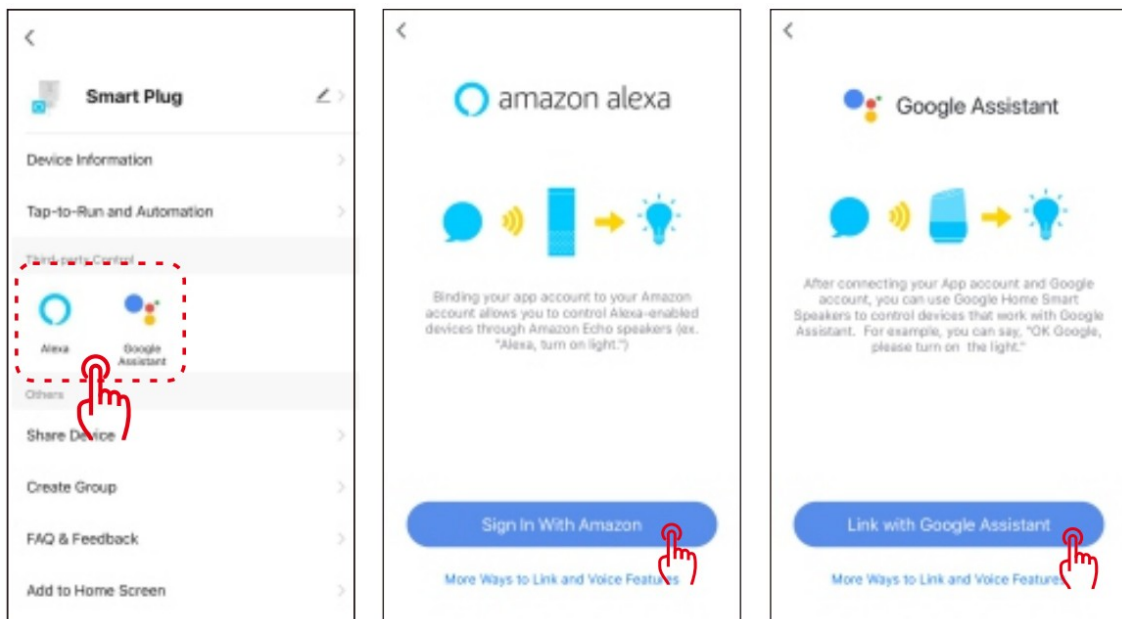 Smart Plug
Device Information
Tap-to-Run and Automation
Third-party Control
Alexa
Google
Assistant
Others
Share Device
Create Group
FAQ & Feedback
Add to Home Screen
amazon alexa
Binding your app account to your Amazon
account allows you to control Alexa-enabled
devices through Amazon Echo speakers (ex.
"Alexa, turn on light.")
Sign In With Amazon
More Ways to Link and Voice Features
Google Assistant
After connecting your App account and Google
account, you can use Google Home Smart
Speakers to control devices that work with Google
Assistant. For example, you can say, "OK Google,
please turn on the light."
Link with Google Assistant
More Ways to Link and Voice Features